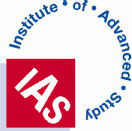 Institute • of • Advanced • Study
IAS